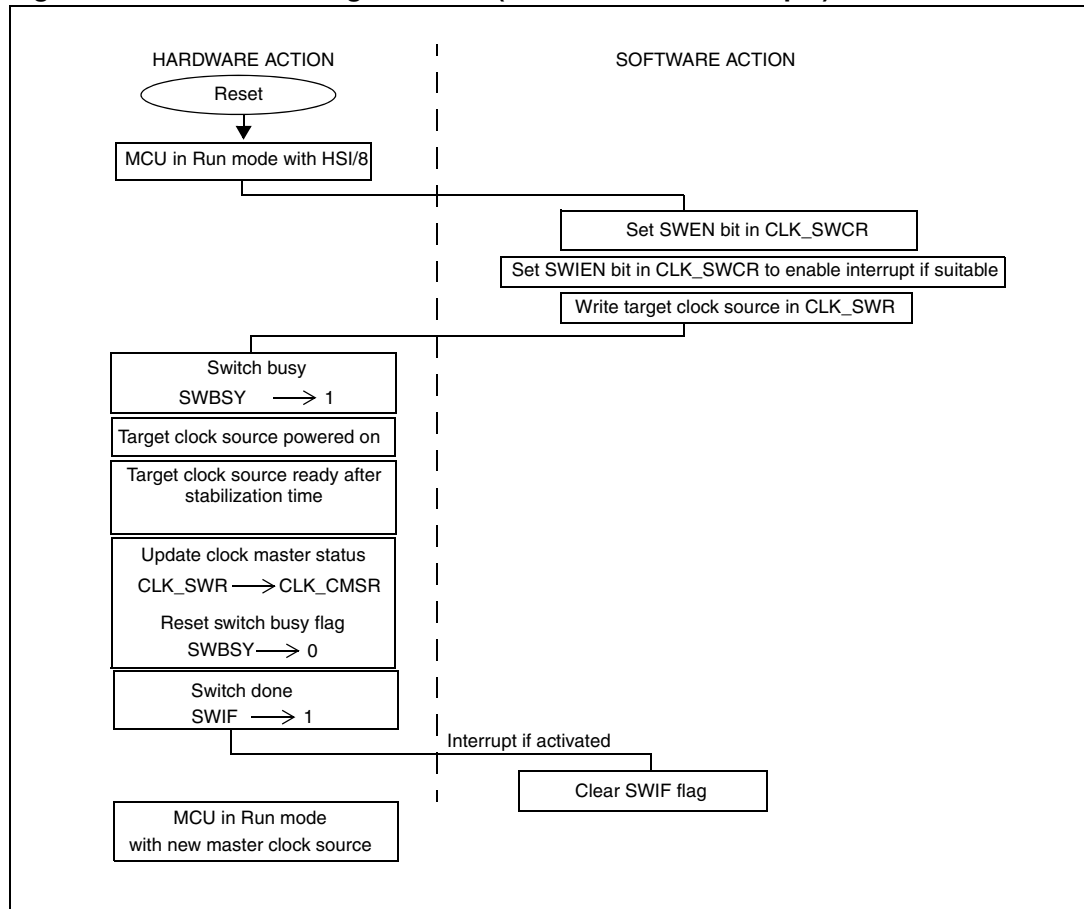 HARDWARE ACTION
SOFTWARE ACTION
Reset
MCU in Run mode with HSI/8
Set SWEN bit in CLK_SWCR
Set SWIEN bit in CLK_SWCR to enable interrupt if suitable
Write target clock source in CLK_SWR
Switch busy
SWBSY → 1
Target clock source powered on
Target clock source ready after
stabilization time
Update clock master status
CLK_SWR → CLK_CMSR
Reset switch busy flag
SWBSY → 0
Switch done
SWIF → 1
Interrupt if activated
Clear SWIF flag
MCU in Run mode
with new master clock source